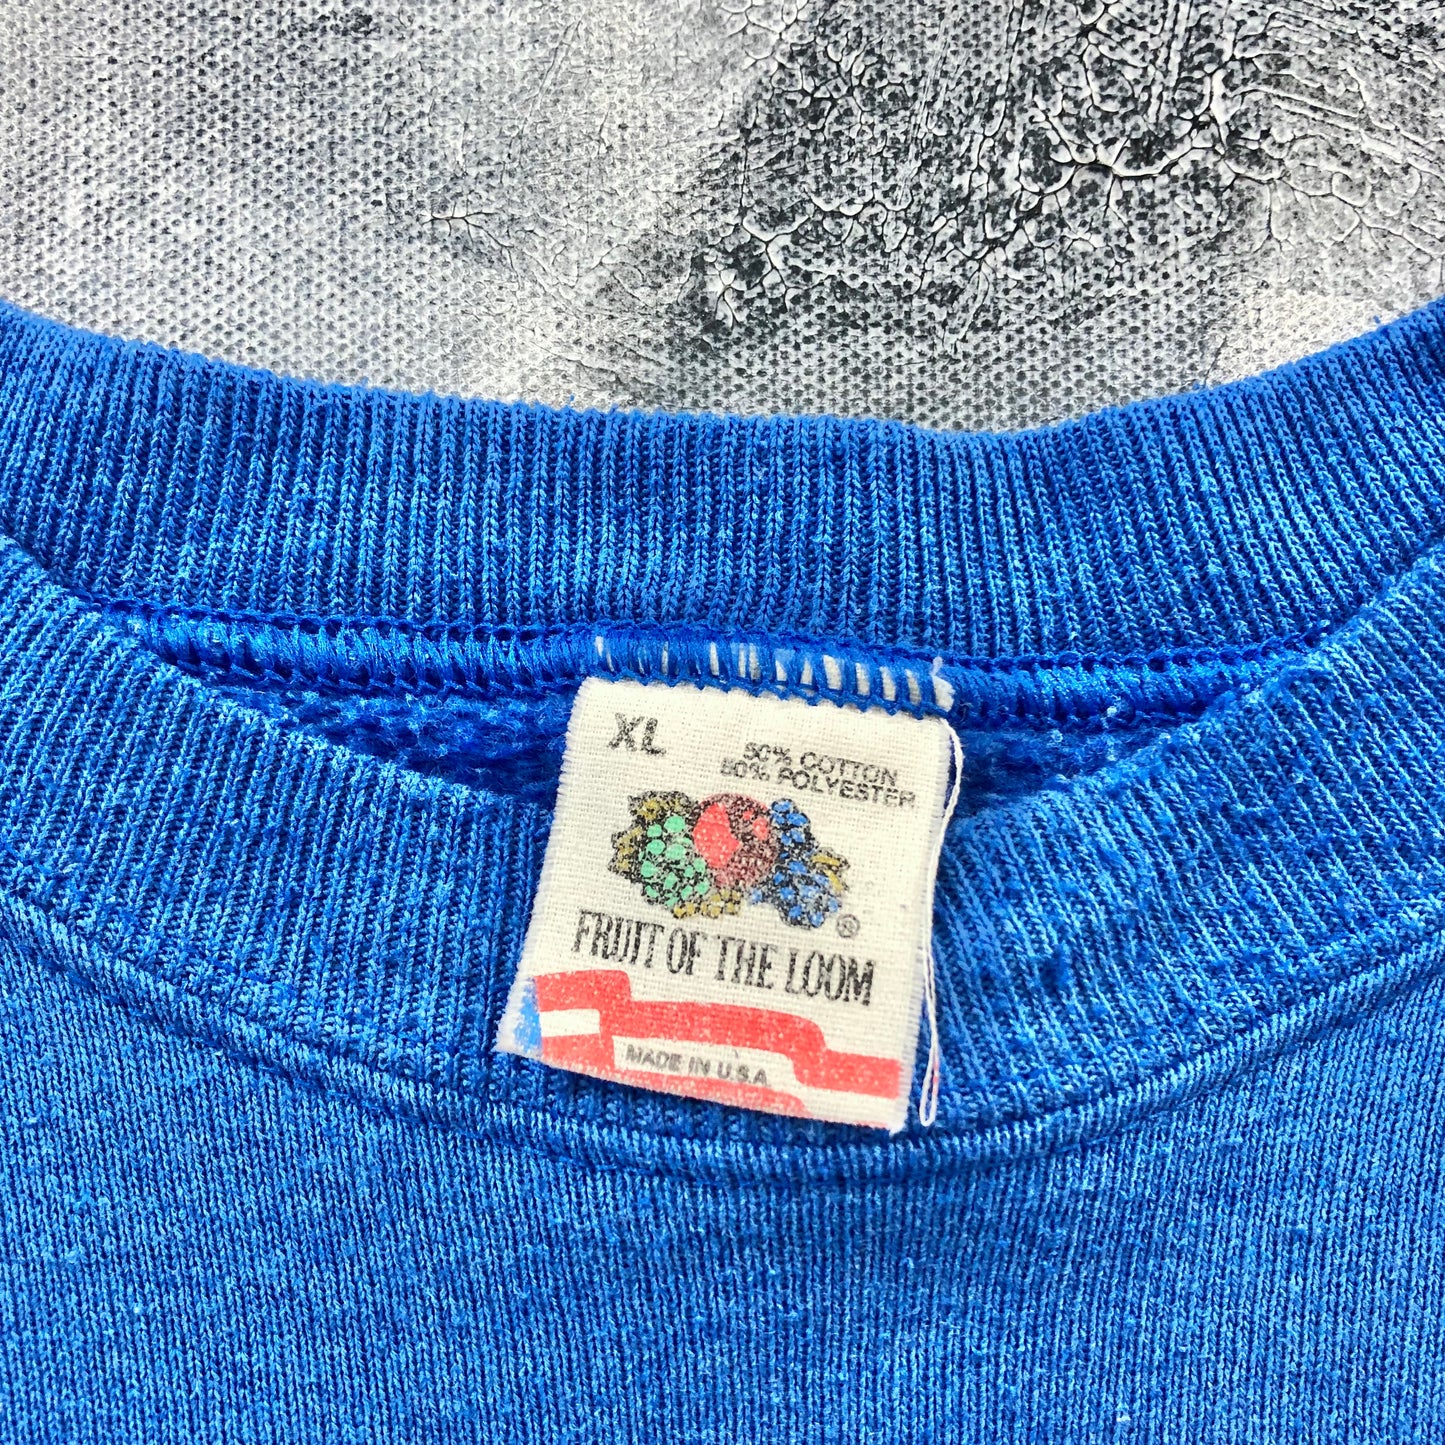 XL
50% COTTON
50% POLYESTER
®
FRUIT OF THE LOOM
MADE IN U.S.A.